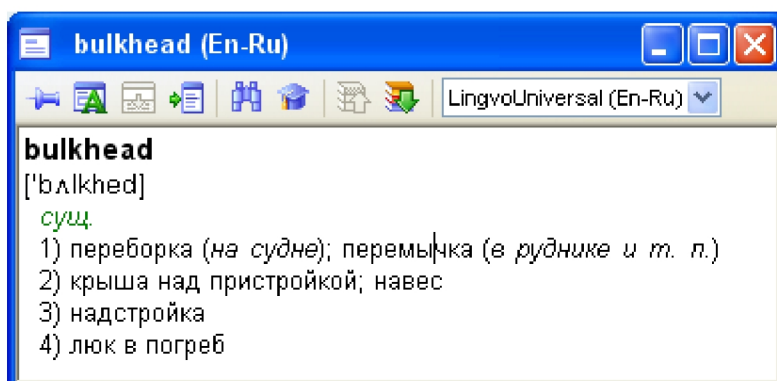 bulkhead (En-Ru)
LingvoUniversal (En-Ru)
bulkhead
['bʌlkhed]
сущ.
1) переборка (на судне); перемычка (в руднике и т. п.)
2) крыша над пристройкой; навес
3) надстройка
4) люк в погреб